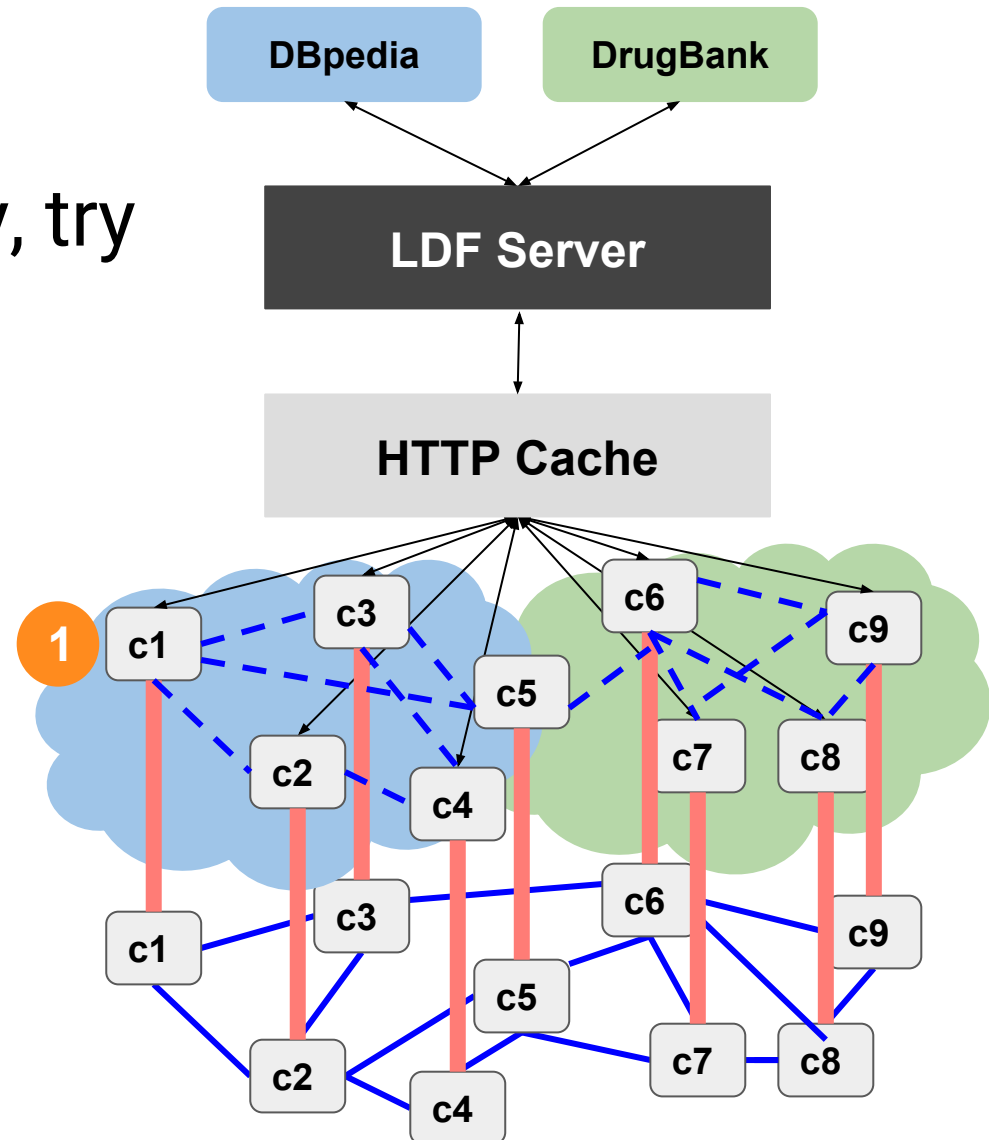 DBpedia
DrugBank
, try
LDF Server
HTTP Cache
1
c1
c3
c6
c9
c5
c2
c4
c7
c8
c1
c3
c6
c9
c5
c2
c4
c7
c8